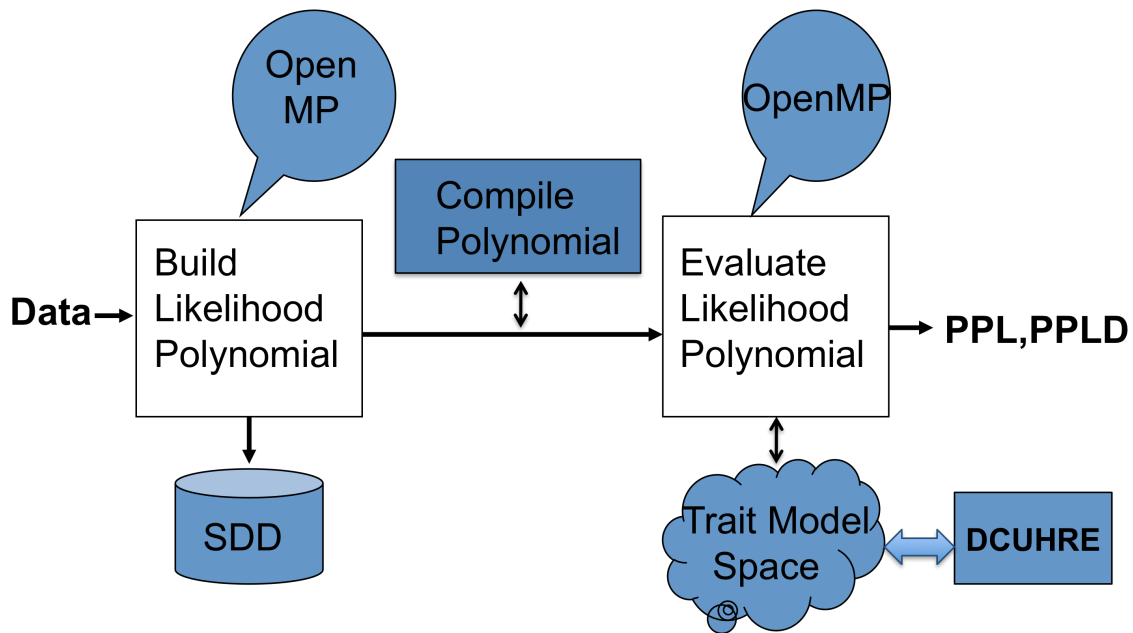 Open
MP
OpenMP
Compile
Polynomial
Data
Build
Likelihood
Polynomial
Evaluate
Likelihood
Polynomial
PPL,PPLD
SDD
Trait Model
Space
DCUHRE